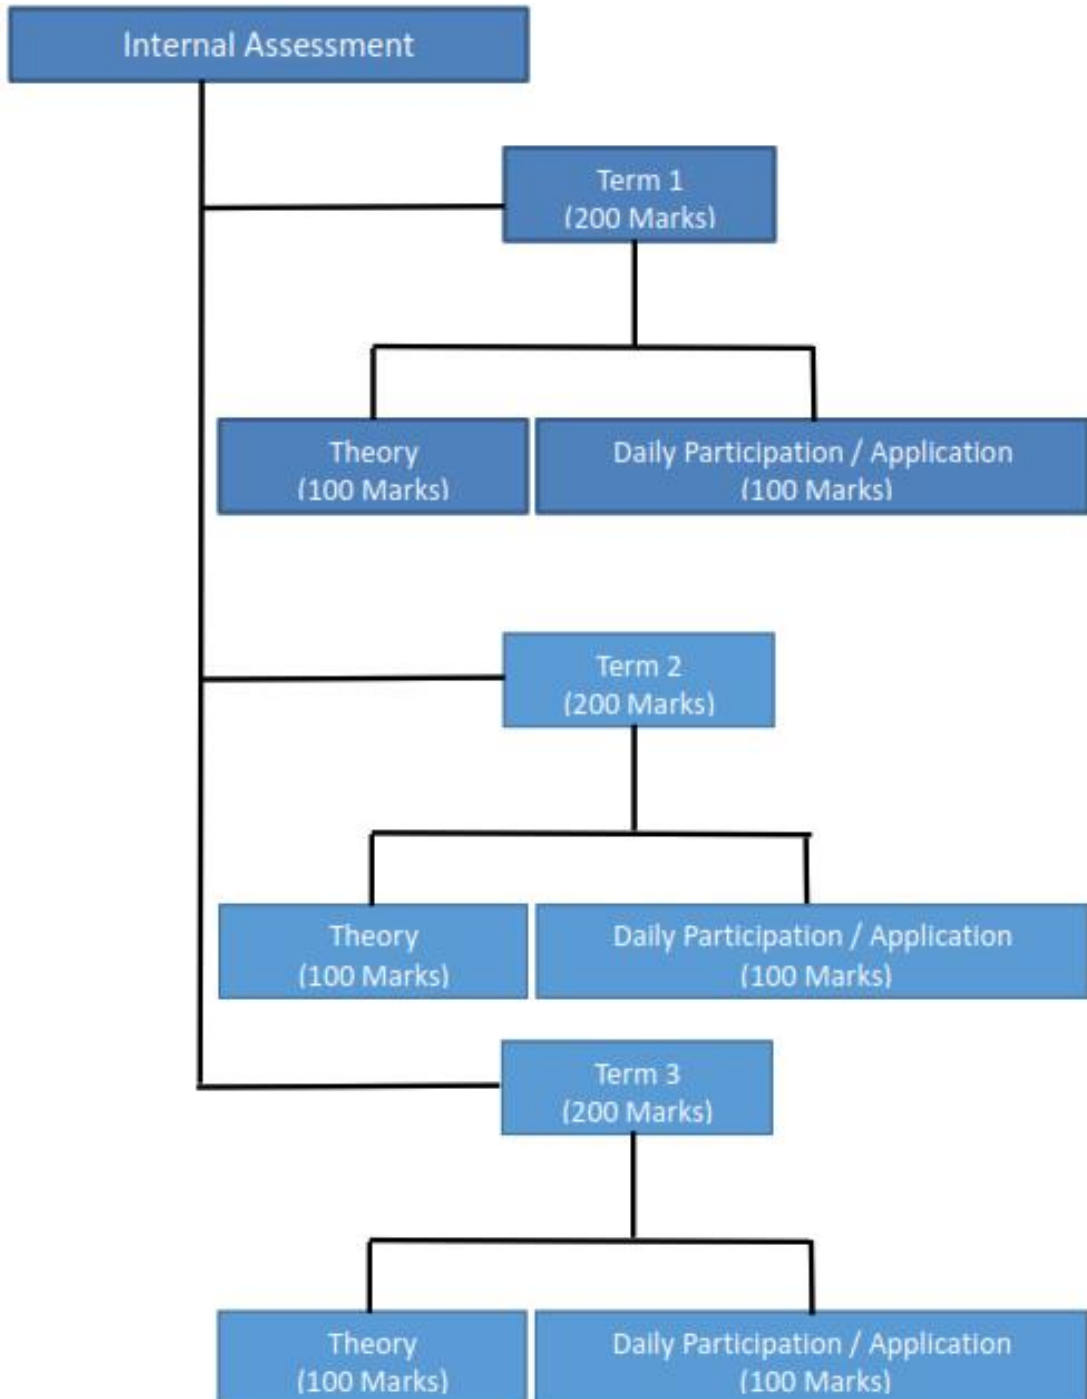 Internal Assessment
Term 1
(200 Marks)
Theory
(100 Marks)
Daily Participation / Application
(100 Marks)
Term 2
(200 Marks)
Theory
(100 Marks)
Daily Participation / Application
(100 Marks)
Term 3
(200 Marks)
Theory
(100 Marks)
Daily Participation / Application
(100 Marks)